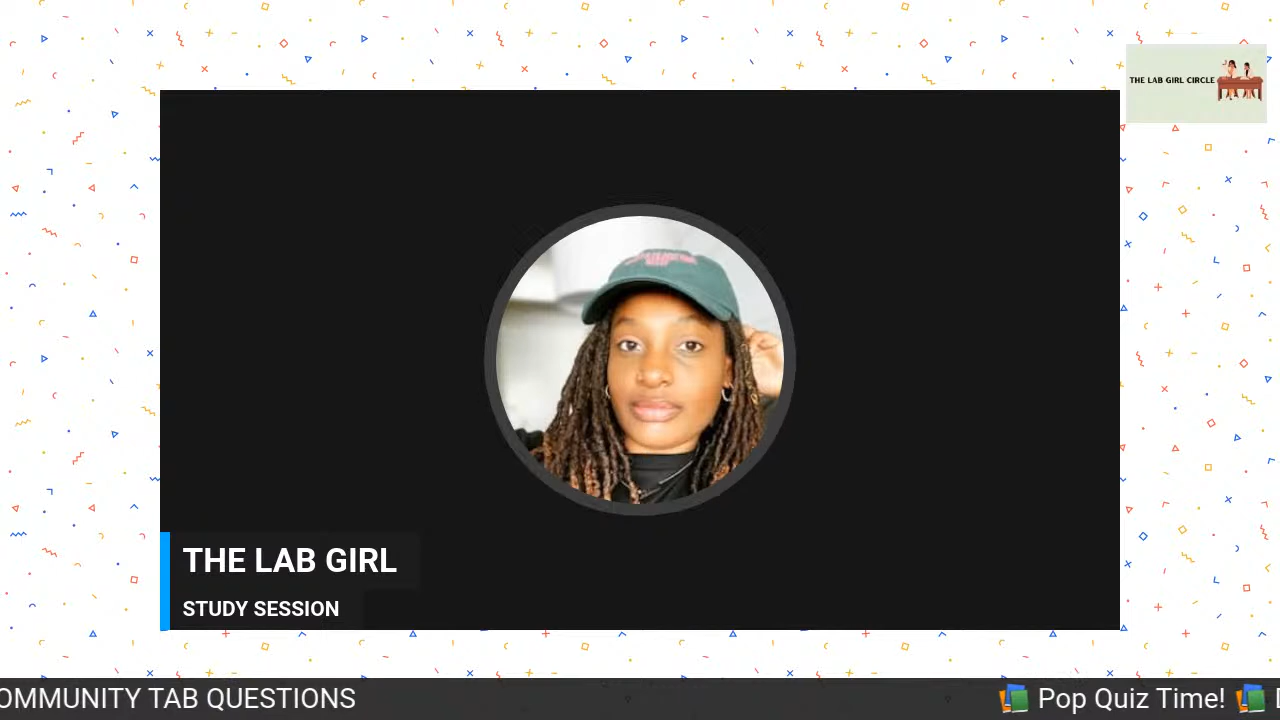 THE LAB GIRL CIRCLE
THE LAB GIRL
STUDY SESSION
OMMUNITY TAB QUESTIONS
Pop Quiz Time!